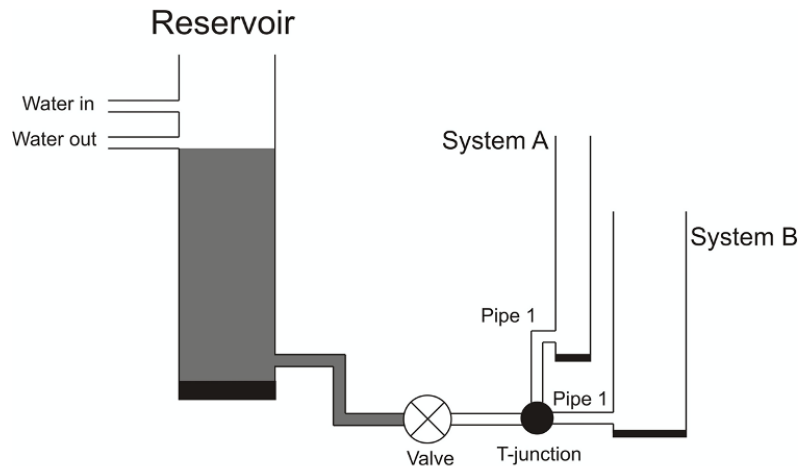 Reservoir
Water in
Water out
System A
System B
Pipe 1
Pipe 1
Valve
T-junction